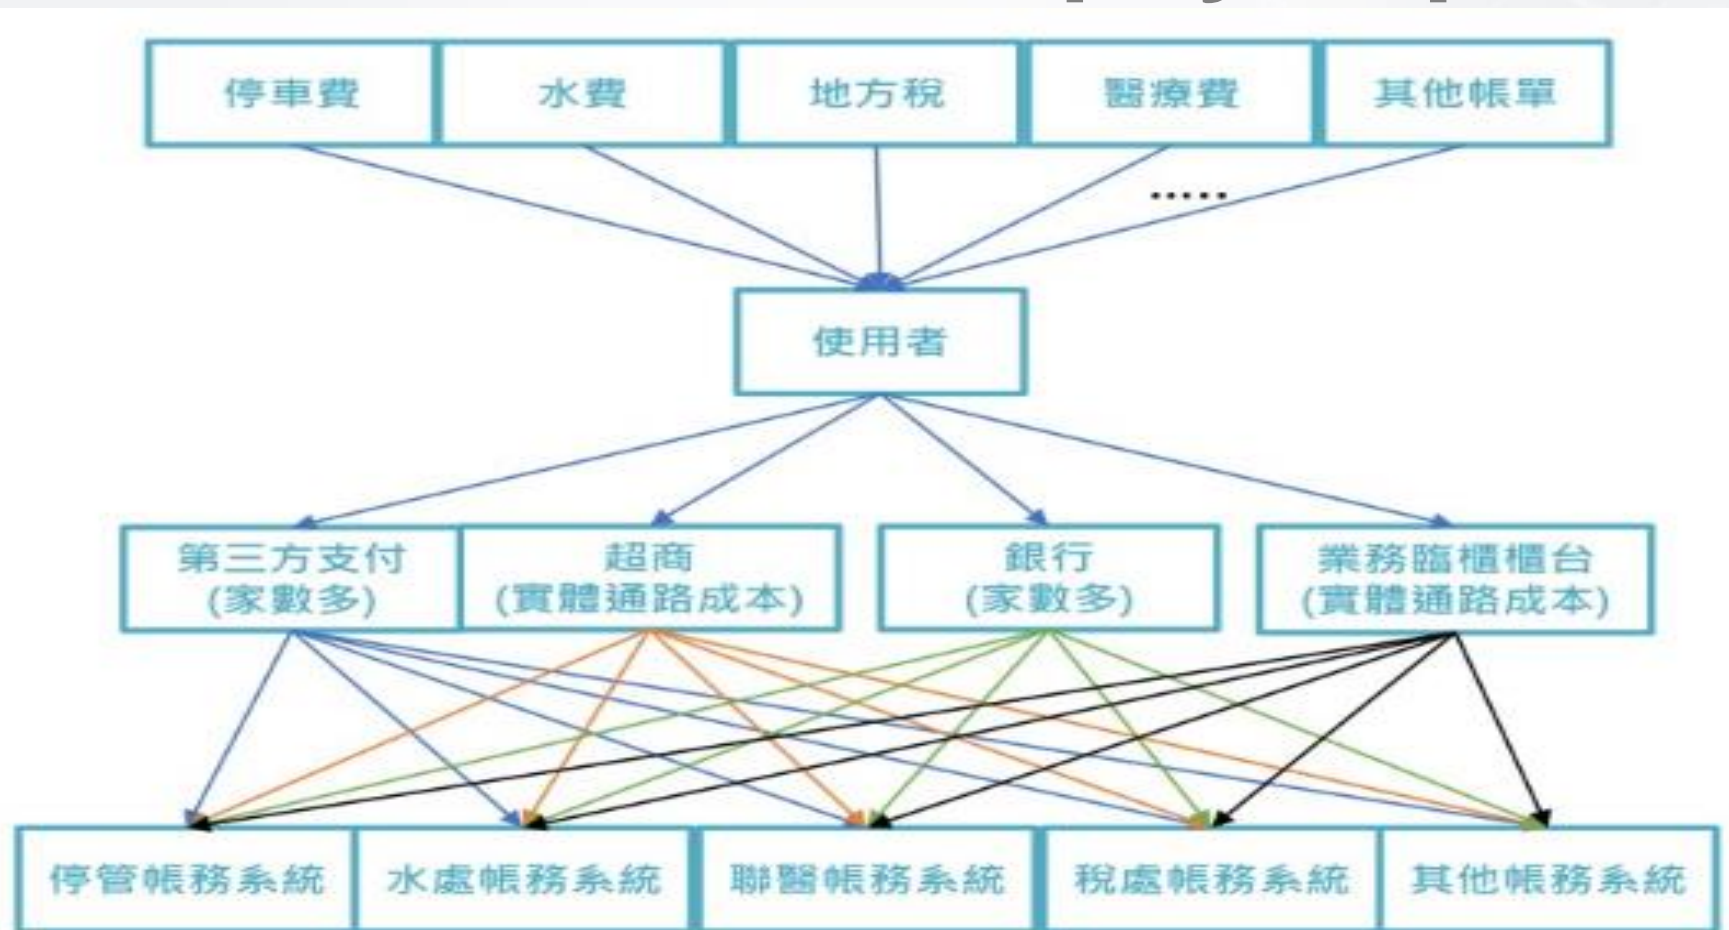 停車費
水費
地方稅
醫療費
其他帳單
.....
使用者
第三方支付
(家數多)
超商
(實體通路成本)
銀行
(家數多)
業務臨櫃櫃台
(實體通路成本)
停管帳務系統
水處帳務系統
聯醫帳務系統
稅處帳務系統
其他帳務系統